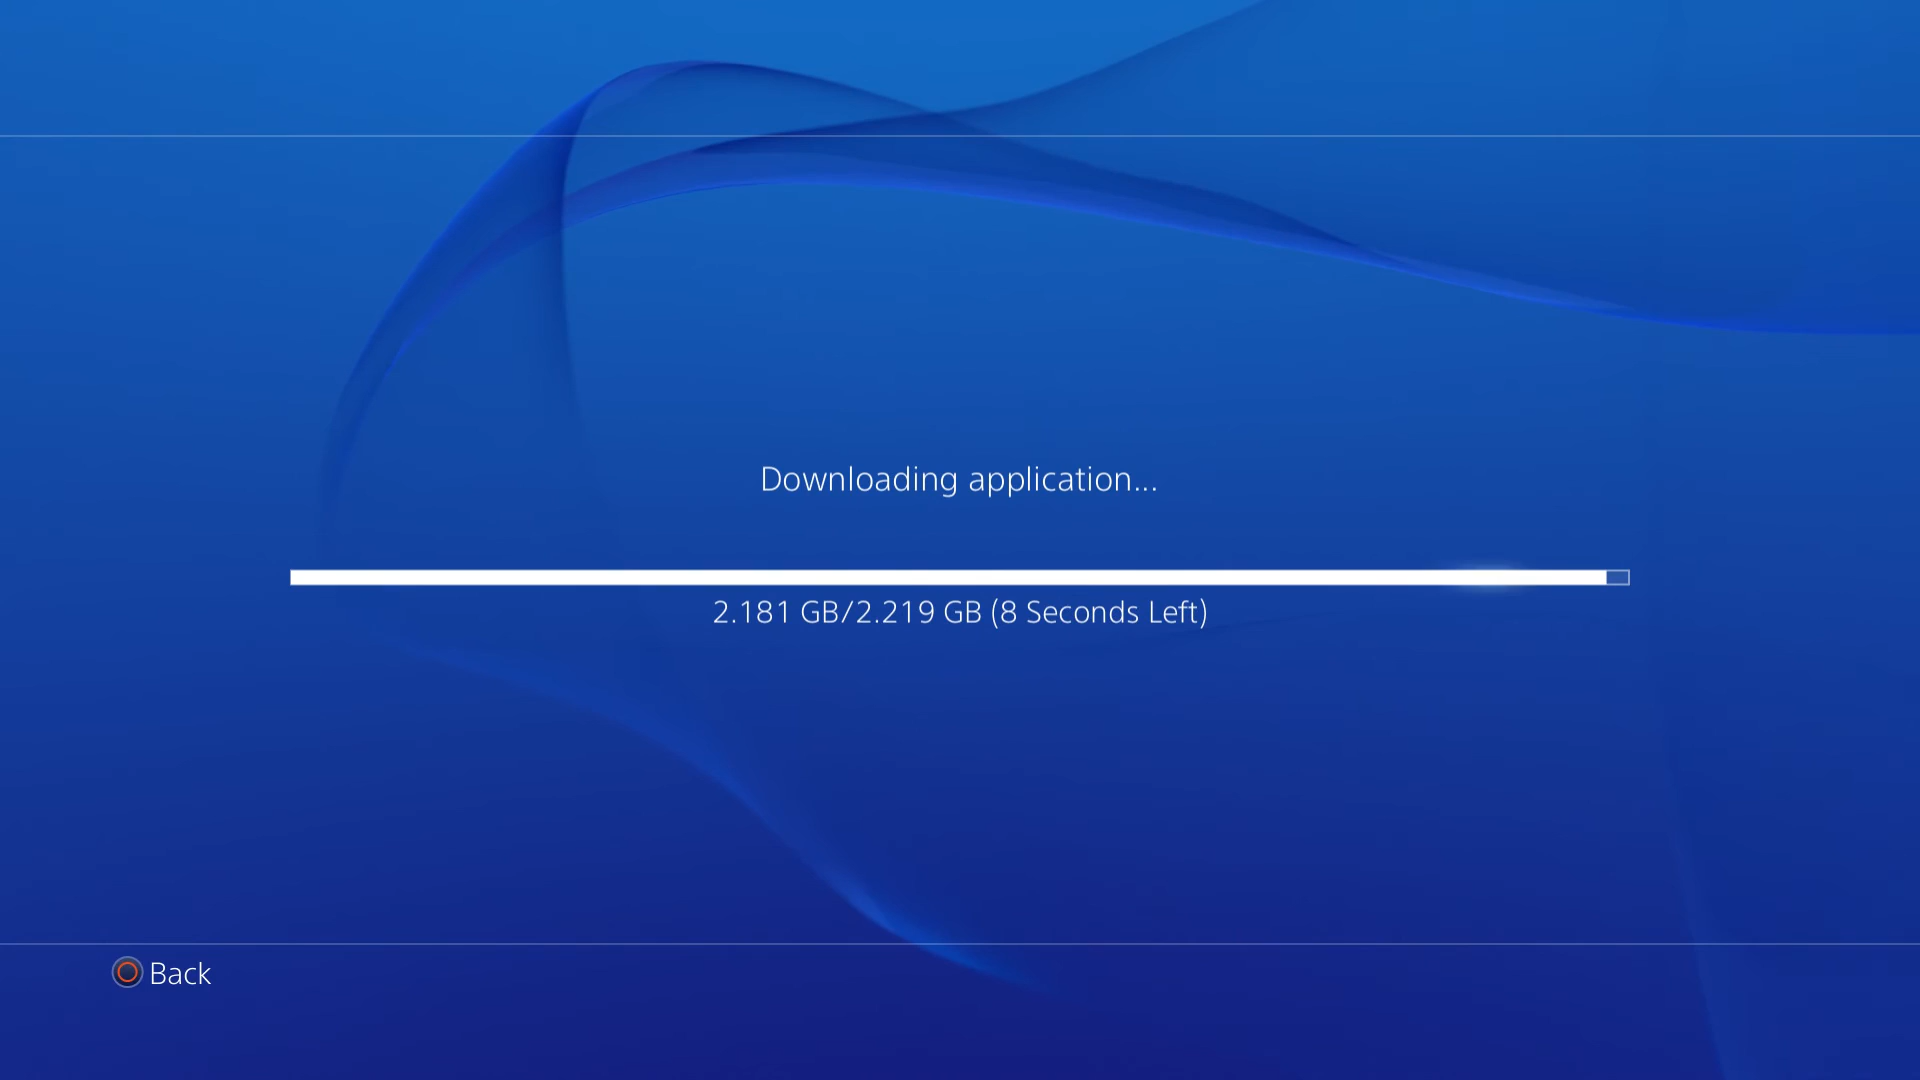 Downloading application...
2.181 GB/2.219 GB (8 Seconds Left)
Back